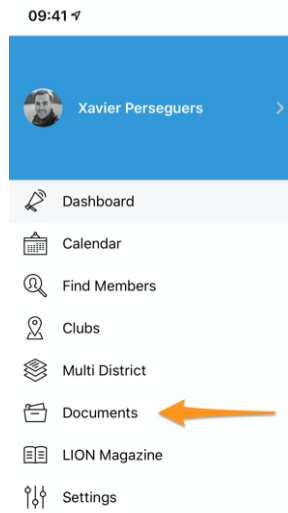 09:41
Xavier Perseguers
Dashboard
Calendar
Find Members
Clubs
Multi District
Documents
LION Magazine
Settings